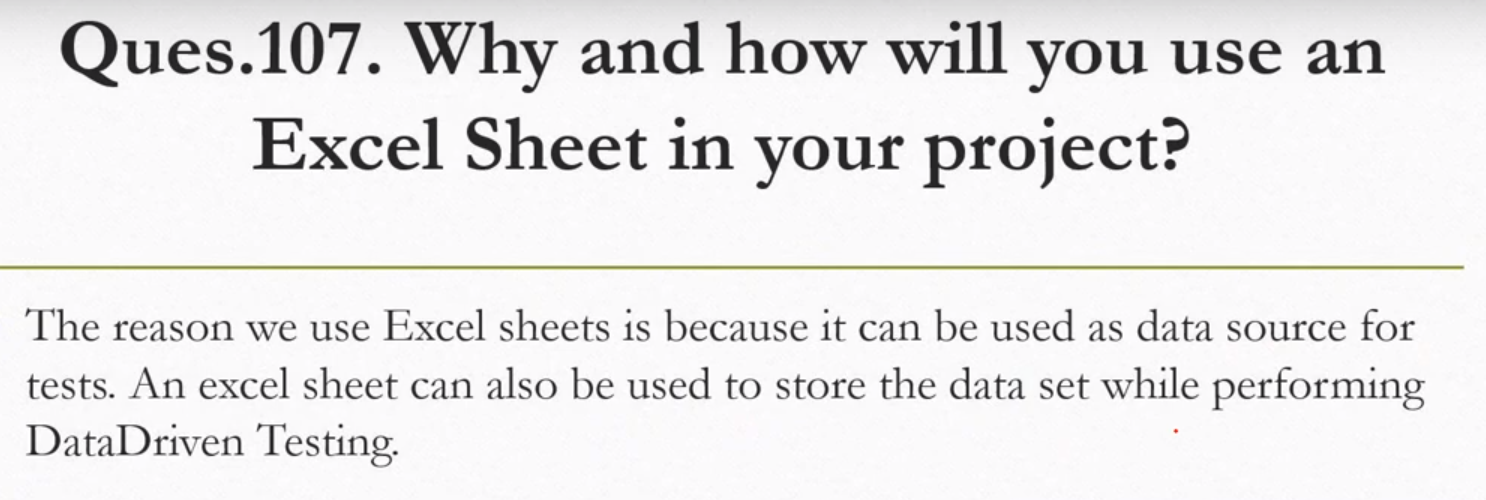 Ques.107. Why and how will you use an
Excel Sheet in your project?
The reason we use Excel sheets is because it can be used as data source for
tests. An excel sheet can also be used to store the data set while performing
DataDriven Testing.